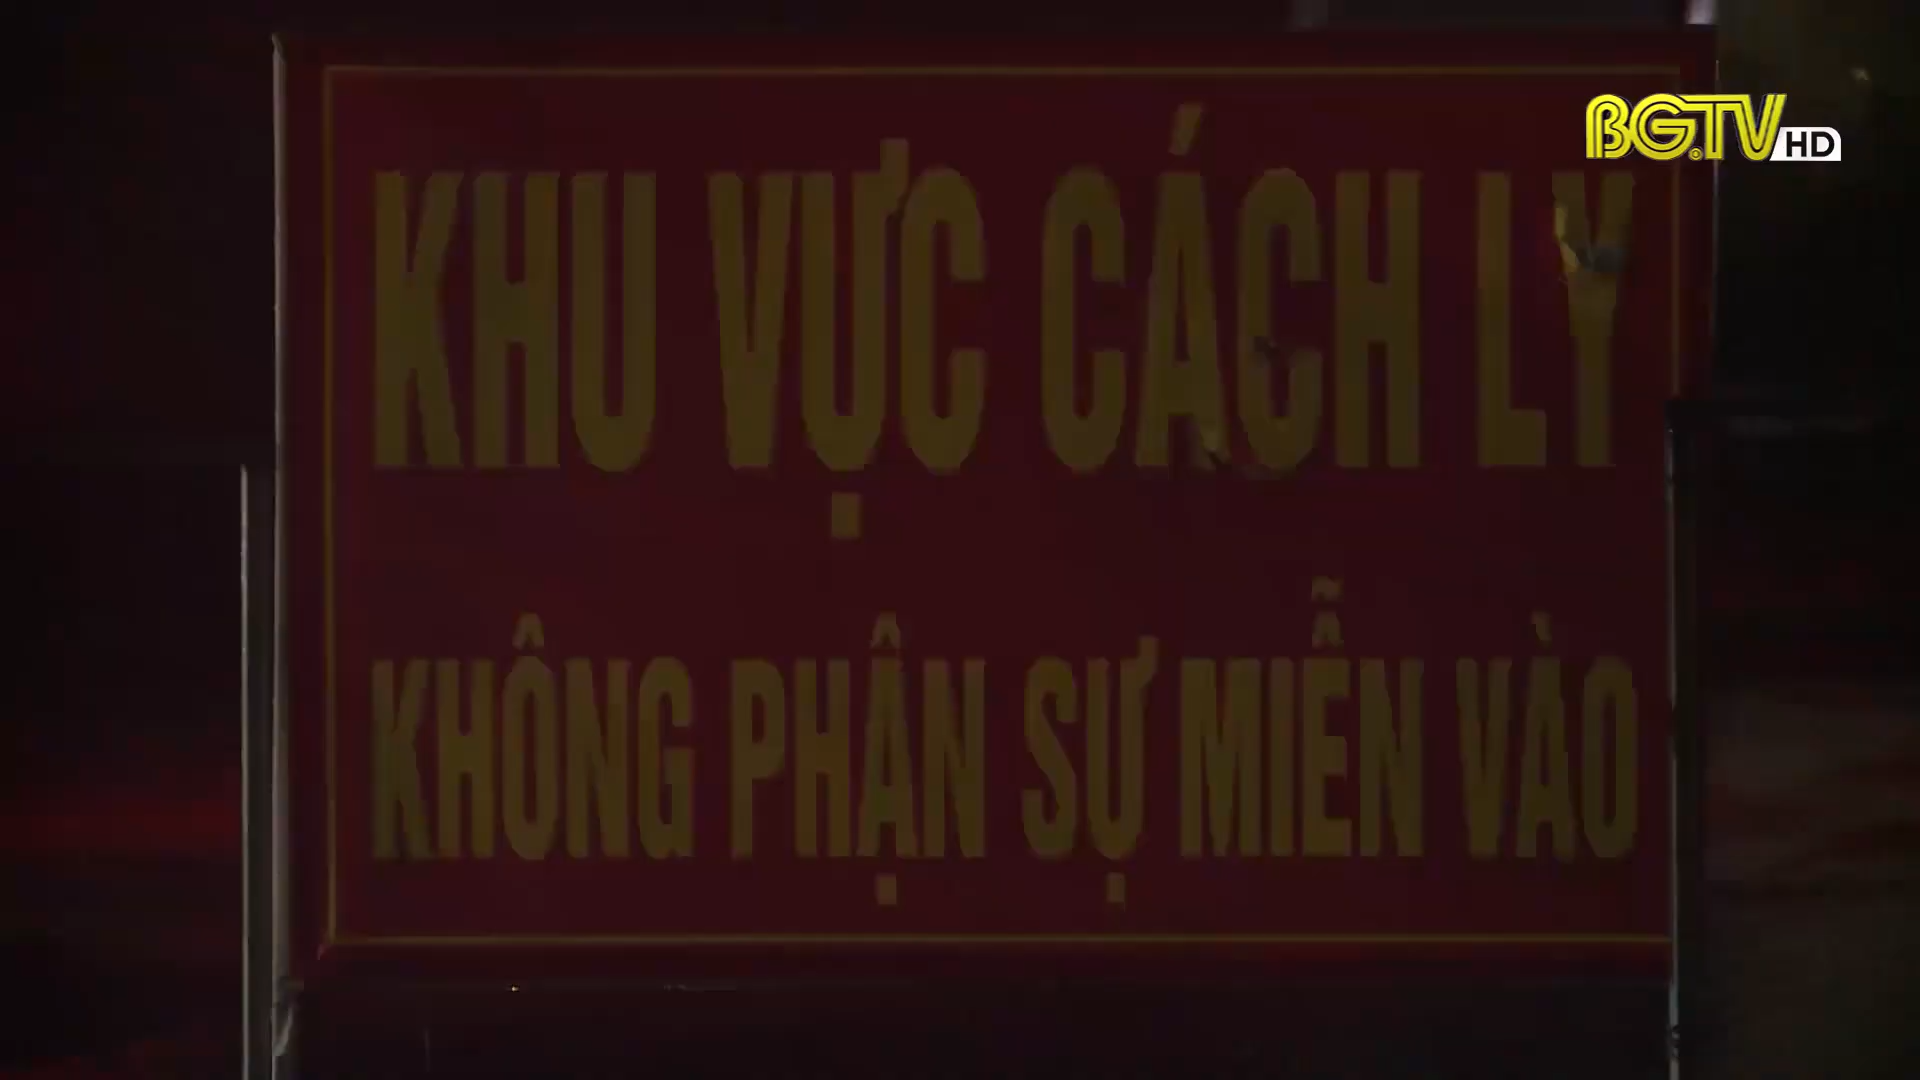 BGTV HD
KHU VỰC CÁCH LY
KHÔNG PHẬN SỰ MIỄN VÀO